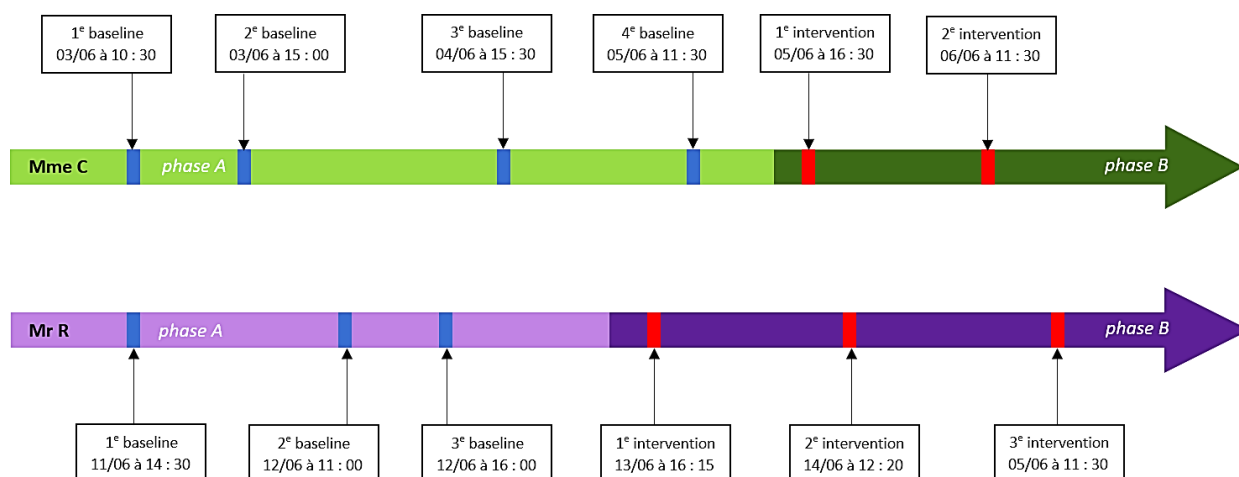 1e baseline
03/06 à 10 : 30
2e baseline
03/06 à 15 : 00
3e baseline
04/06 à 15 : 30
4e baseline
05/06 à 11 : 30
1e intervention
05/06 à 16 : 30
2e intervention
06/06 à 11 : 30
Mme C
phase A
phase B
Mr R
phase A
phase B
1e baseline
11/06 à 14 : 30
2e baseline
12/06 à 11 : 00
3e baseline
12/06 à 16 : 00
1e intervention
13/06 à 16 : 15
2e intervention
14/06 à 12 : 20
3e intervention
05/06 à 11 : 30